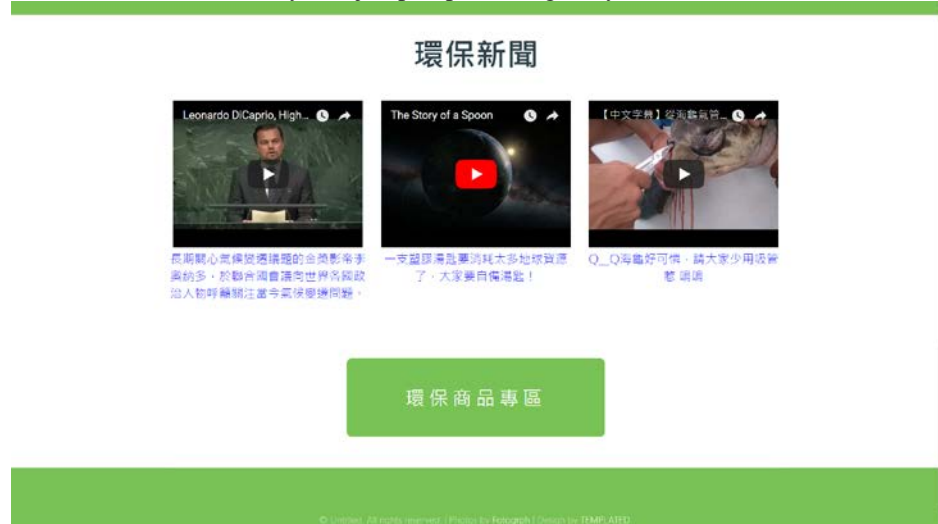 環保新聞
Leonardo DiCaprio, High...
The Story of a Spoon
【中文字幕】從海龜氣管...
長期關心氣候變遷議題的金獎影帝李
奧納多，於聯合國會議向世界各國政
治人物呼籲關注當今氣候變遷問題。
一支塑膠湯匙要消耗太多地球資源
了，大家要自備湯匙！
Q__Q海龜好可憐，請大家少用吸管
嗚嗚
環保商品專區
© Untitled. All rights reserved. | Photos by Fotogrph | Design by TEMPLATED.